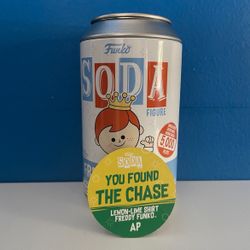 Funko
SODA
FIGURE
5,000
SODA
YOU FOUND
THE CHASE
LEMON-LIME SHIRT
FREDDY FUNKO.
AP